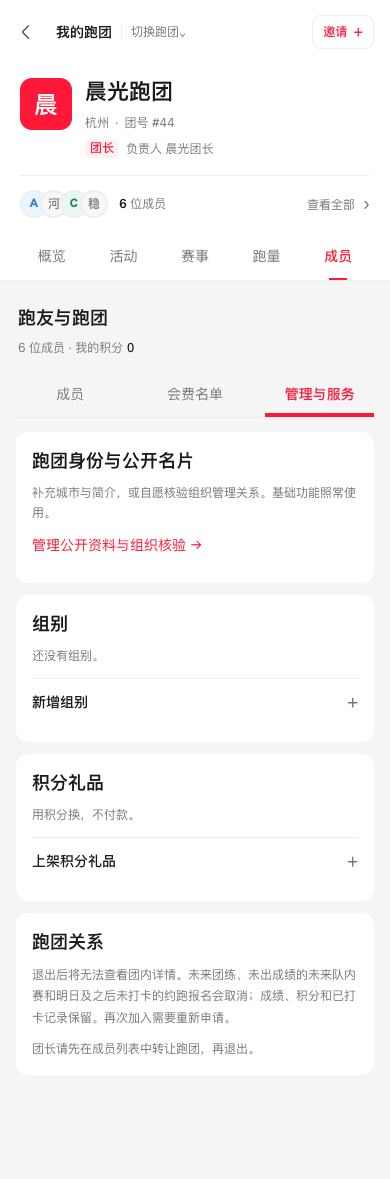 我的跑团
切换跑团
邀请 +
晨
晨光跑团
杭州 · 团号 #44
团长 负责人 晨光团长
A 河 C 稳 6 位成员
查看全部
概览 活动 赛事 跑量 成员
跑友与跑团
6 位成员 · 我的积分 0
成员 会费名单 管理与服务
跑团身份与公开名片
补充城市与简介，或自愿核验组织管理关系。基础功能照常使
用。
管理公开资料与组织核验 →
组别
还没有组别。
新增组别 +
积分礼品
用积分换，不付款。
上架积分礼品 +
跑团关系
退出后将无法查看团内详情。未来团练、未出成绩的未来队内
赛和明日及之后未打卡的约跑报名会取消；成绩、积分和已打
卡记录保留。再次加入需要重新申请。
团长请先在成员列表中转让跑团，再退出。